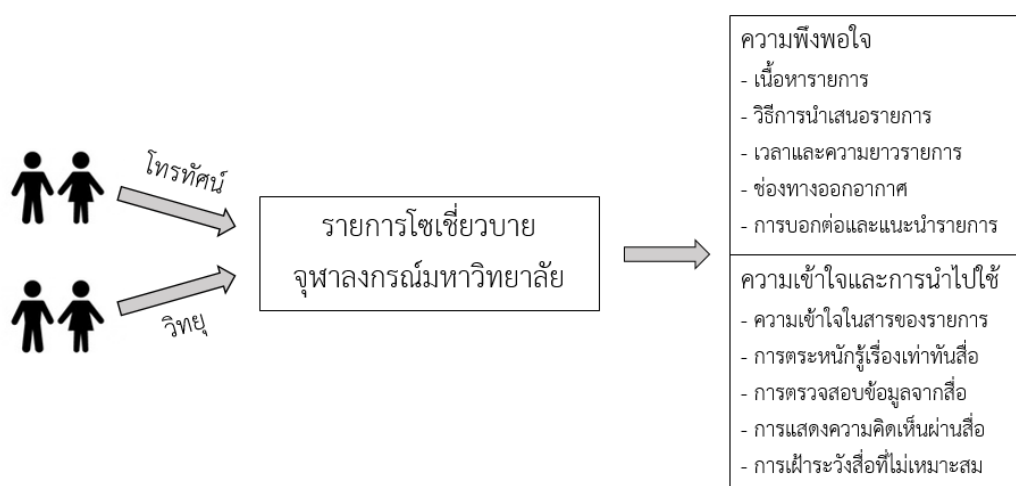 โทรทัศน์
วิทยุ
รายการโซเชี่ยวบาย
จุฬาลงกรณ์มหาวิทยาลัย
ความพึงพอใจ
- เนื้อหารายการ
- วิธีการนำเสนอรายการ
- เวลาและความยาวรายการ
- ช่องทางออกอากาศ
- การบอกต่อและแนะนำรายการ
ความเข้าใจและการนำไปใช้
- ความเข้าใจในสารของรายการ
- การตระหนักรู้เรื่องเท่าทันสื่อ
- การตรวจสอบข้อมูลจากสื่อ
- การแสดงความคิดเห็นผ่านสื่อ
- การเฝ้าระวังสื่อที่ไม่เหมาะสม